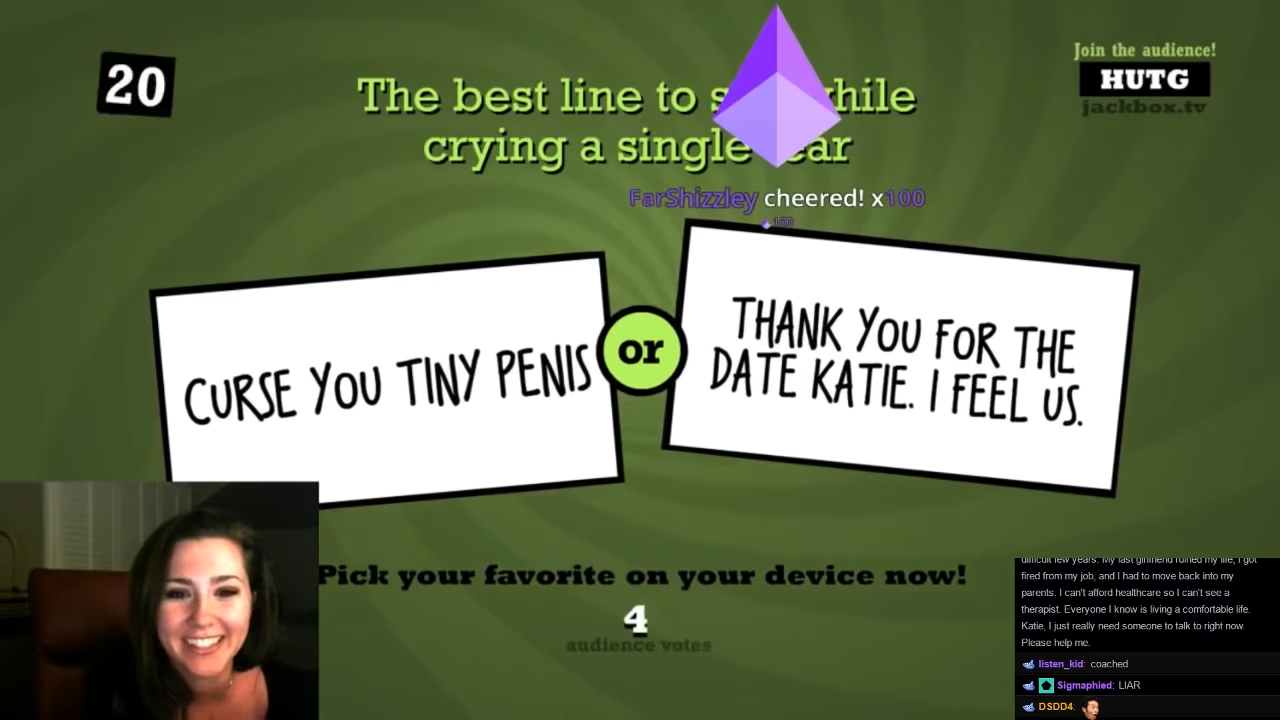 20
The best line to s while
crying a single ear
Join the audience!
HUTG
jackbox.tv
FarShizzley cheered! x100
100
CURSE YOU TINY PENIS
or
THANK YOU FOR THE
DATE KATIE. I FEEL US.
Pick your favorite on your device now!
4
audience votes
difficult few years. My last girlfriend ruined my life, I got
fired from my job, and I had to move back into my
parents. I can't afford healthcare so I can't see a
therapist. Everyone I know is living a comfortable life.
Katie, I just really need someone to talk to right now.
Please help me.
listen_kid: coached
Sigmaphied: LIAR
DSDD4: